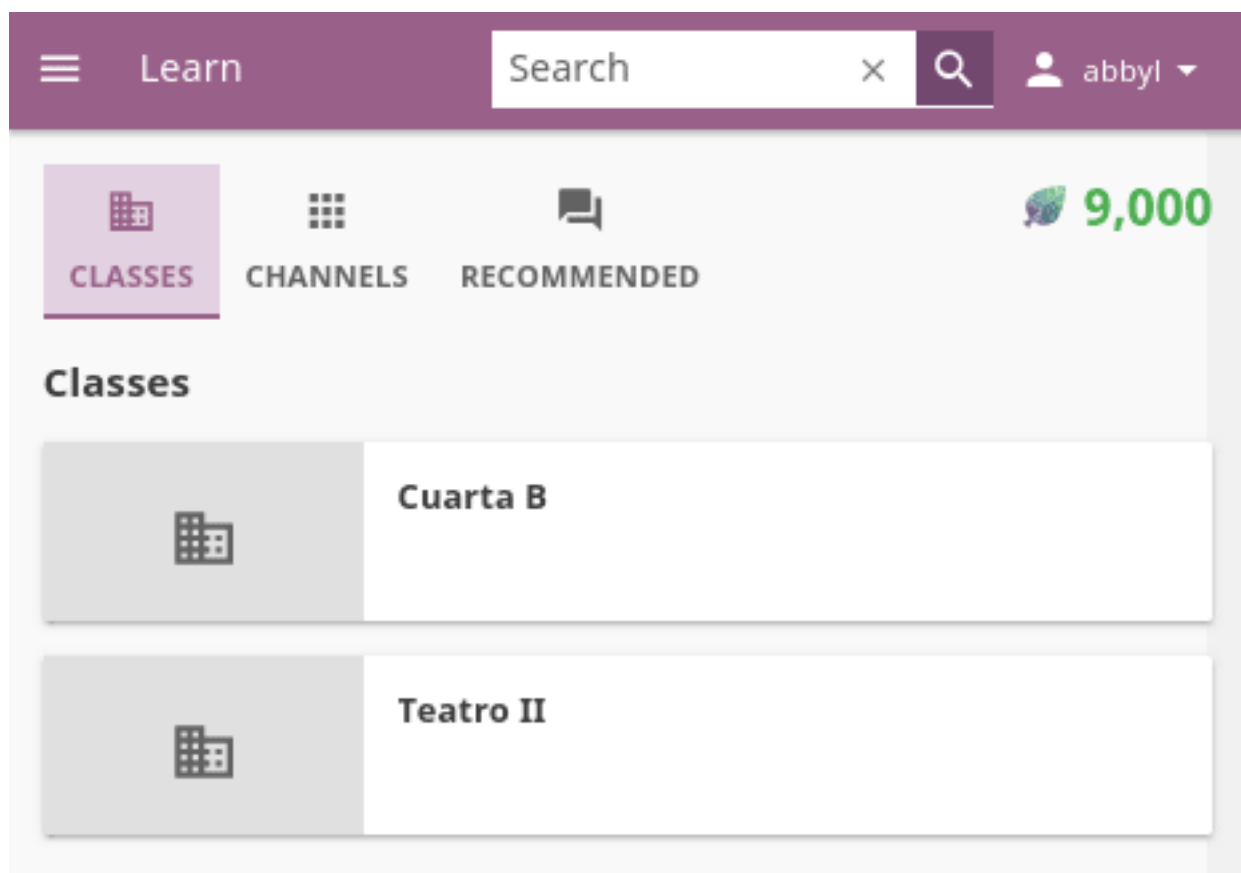 Learn Search abbyl
9,000
CLASSES CHANNELS RECOMMENDED
Classes
Cuarta B
Teatro II